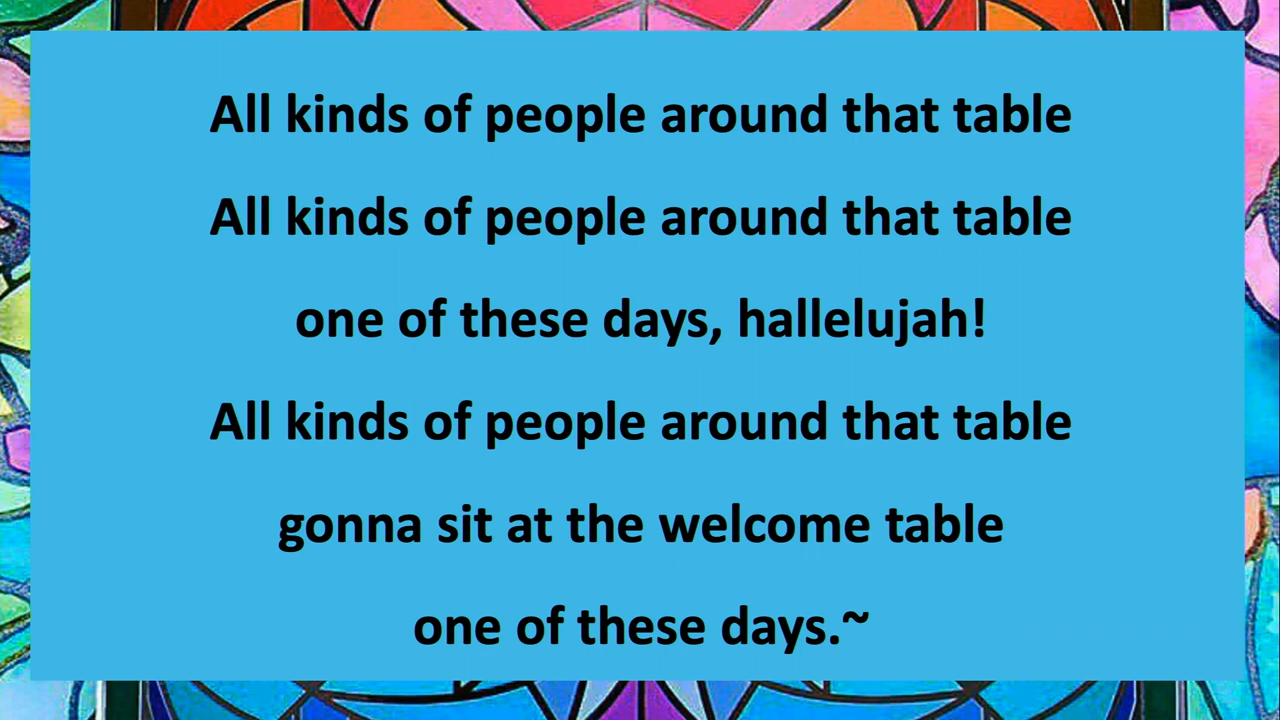 All kinds of people around that table
All kinds of people around that table
one of these days, hallelujah!
All kinds of people around that table
gonna sit at the welcome table
one of these days.~